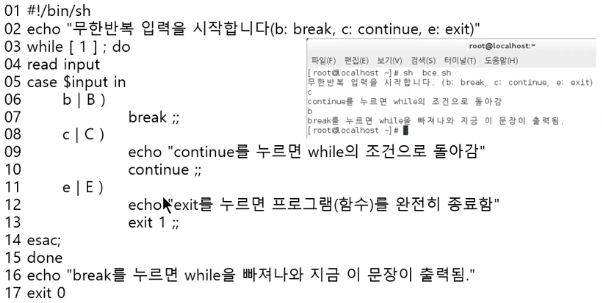 01 #!/bin/sh
02 echo "무한반복 입력을 시작합니다(b: break, c: continue, e: exit)"
03 while [ 1 ] ; do
04 read input
05 case $input in
06 b | B )
07 break ;;
08 c | C )
09 echo "continue를 누르면 while의 조건으로 돌아감"
10 continue ;;
11 e | E )
12 echo "exit를 누르면 프로그램(함수)를 완전히 종료함"
13 exit 1 ;;
14 esac;
15 done
16 echo "break를 누르면 while을 빠져나와 지금 이 문장이 출력됨."
17 exit 0
root@localhost:~
파일(F) 편집(E) 보기(V) 검색(S) 터미널(T) 도움말(H)
[root@localhost ~]# sh bce.sh
무한반복 입력을 시작합니다. (b: break, c: continue, e: exit)
c
continue를 누르면 while의 조건으로 돌아감
b
break를 누르면 while을 빠져나와 지금 이 문장이 출력됨.
[root@localhost ~]#